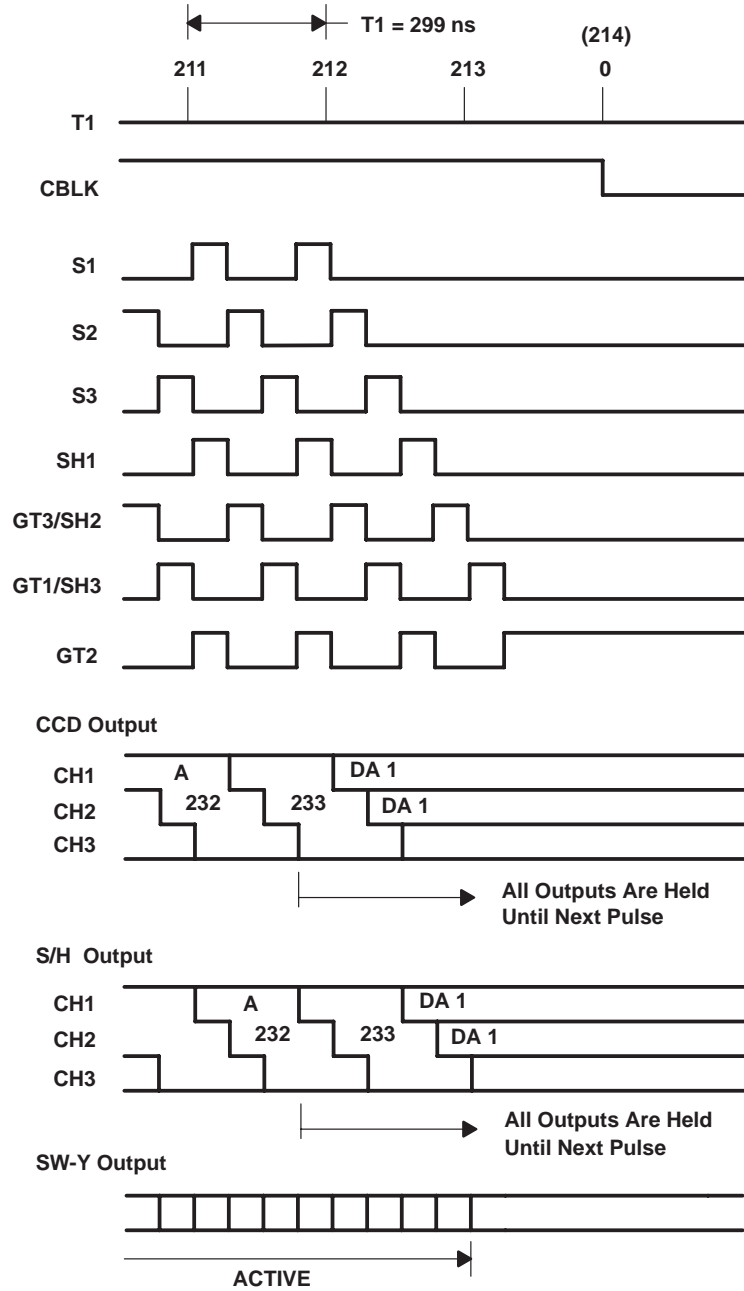 T1 = 299 ns
(214)
211 212 213 0
T1
CBLK
S1
S2
S3
SH1
GT3/SH2
GT1/SH3
GT2
CCD Output
CH1 A DA 1
CH2 232 233 DA 1
CH3
All Outputs Are Held
Until Next Pulse
S/H Output
CH1 A DA 1
CH2 232 233 DA 1
CH3
All Outputs Are Held
Until Next Pulse
SW-Y Output
ACTIVE